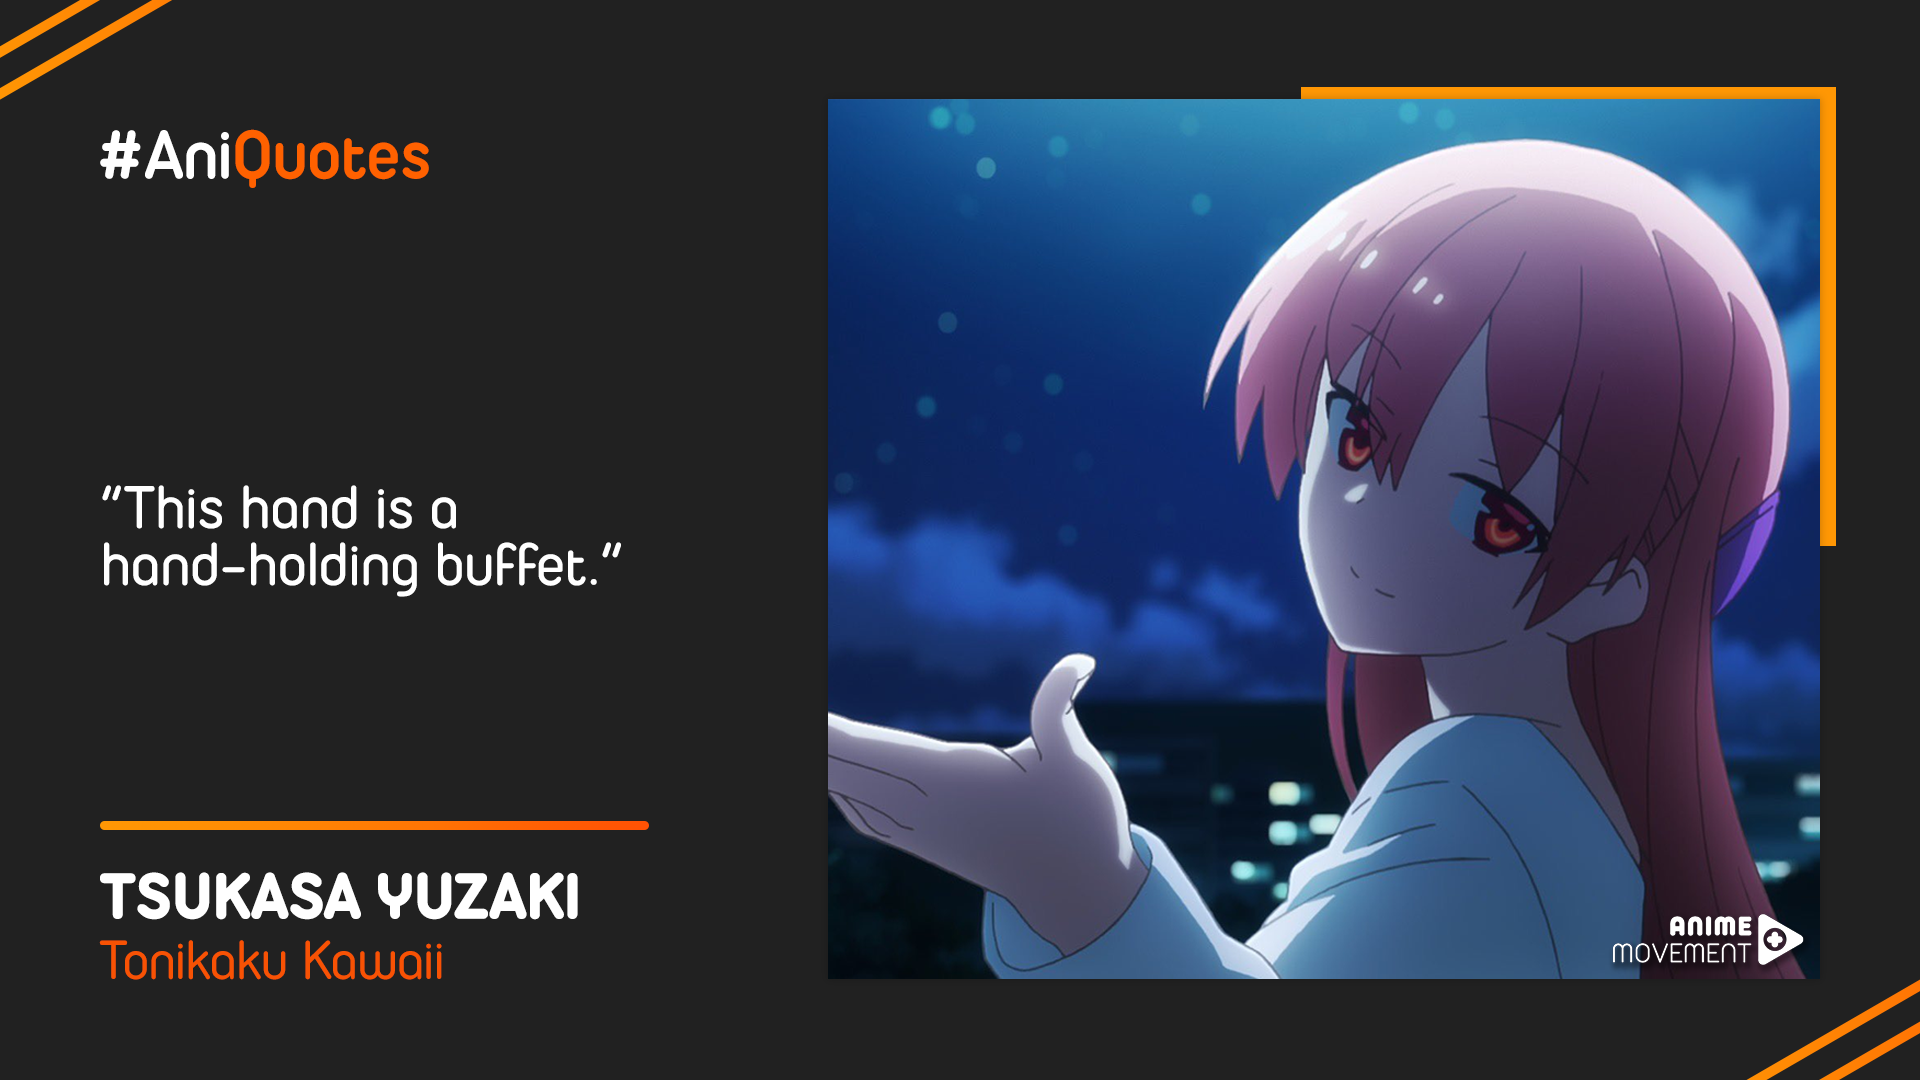 #AniQuotes
"This hand is a
hand-holding buffet."
TSUKASA YUZAKI
Tonikaku Kawaii
ANIME
MOVEMENT